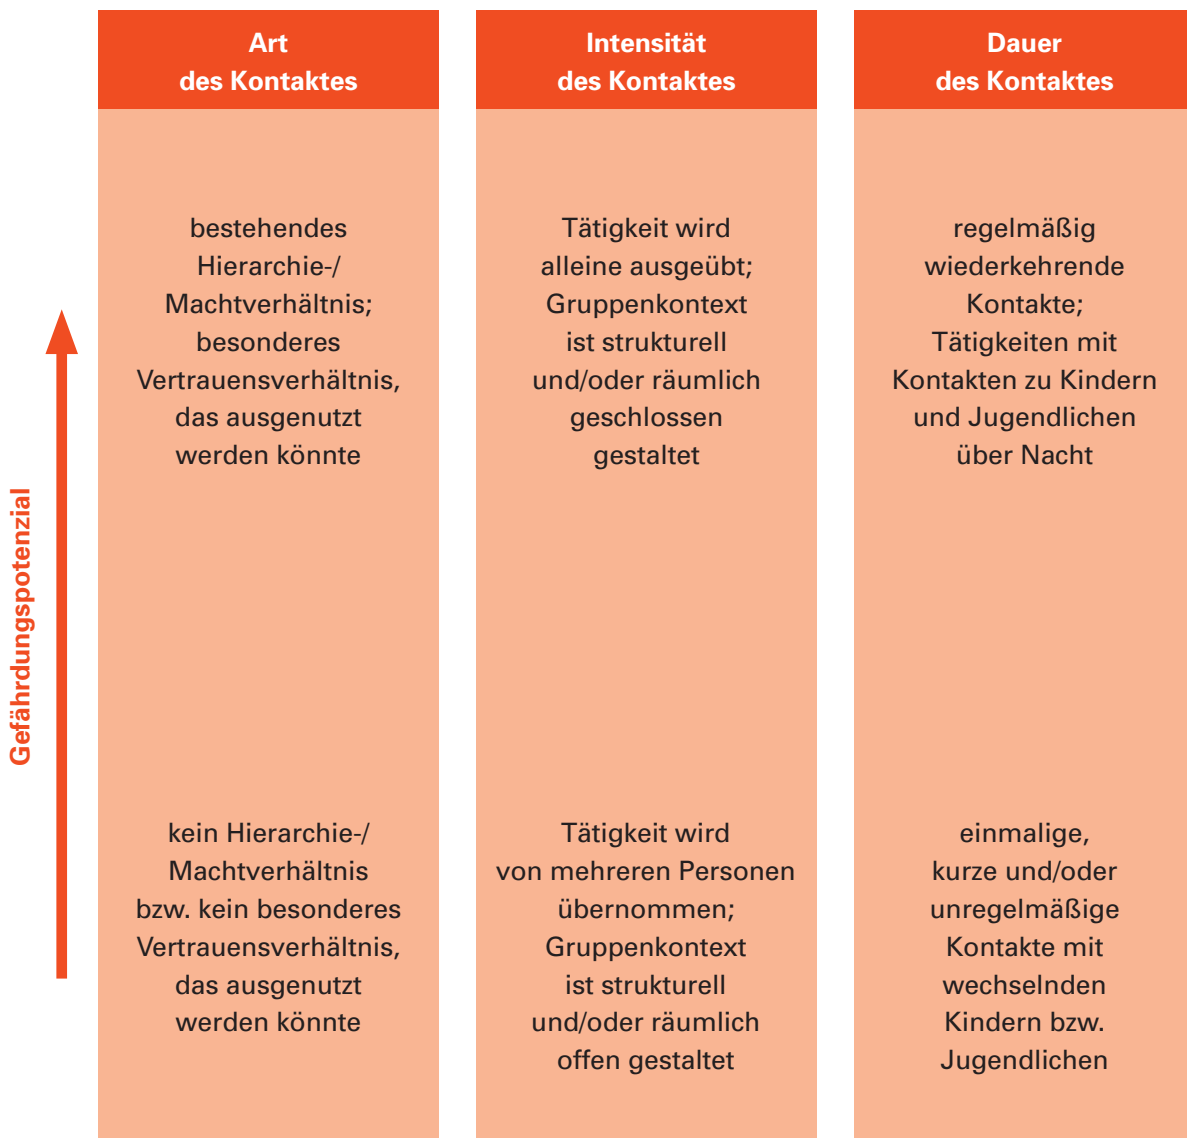 Art
des Kontaktes
bestehendes
Hierarchie-/
Machtverhältnis;
besonderes
Vertrauensverhältnis,
das ausgenutzt
werden könnte
kein Hierarchie-/
Machtverhältnis
bzw. kein besonderes
Vertrauensverhältnis,
das ausgenutzt
werden könnte
Intensität
des Kontaktes
Tätigkeit wird
alleine ausgeübt;
Gruppenkontext
ist strukturell
und/oder räumlich
geschlossen
gestaltet
Tätigkeit wird
von mehreren Personen
übernommen;
Gruppenkontext
ist strukturell
und/oder räumlich
offen gestaltet
Dauer
des Kontaktes
regelmäßig
wiederkehrende
Kontakte;
Tätigkeiten mit
Kontakten zu Kindern
und Jugendlichen
über Nacht
einmalige,
kurze und/oder
unregelmäßige
Kontakte mit
wechselnden
Kindern bzw.
Jugendlichen
Gefährdungspotenzial